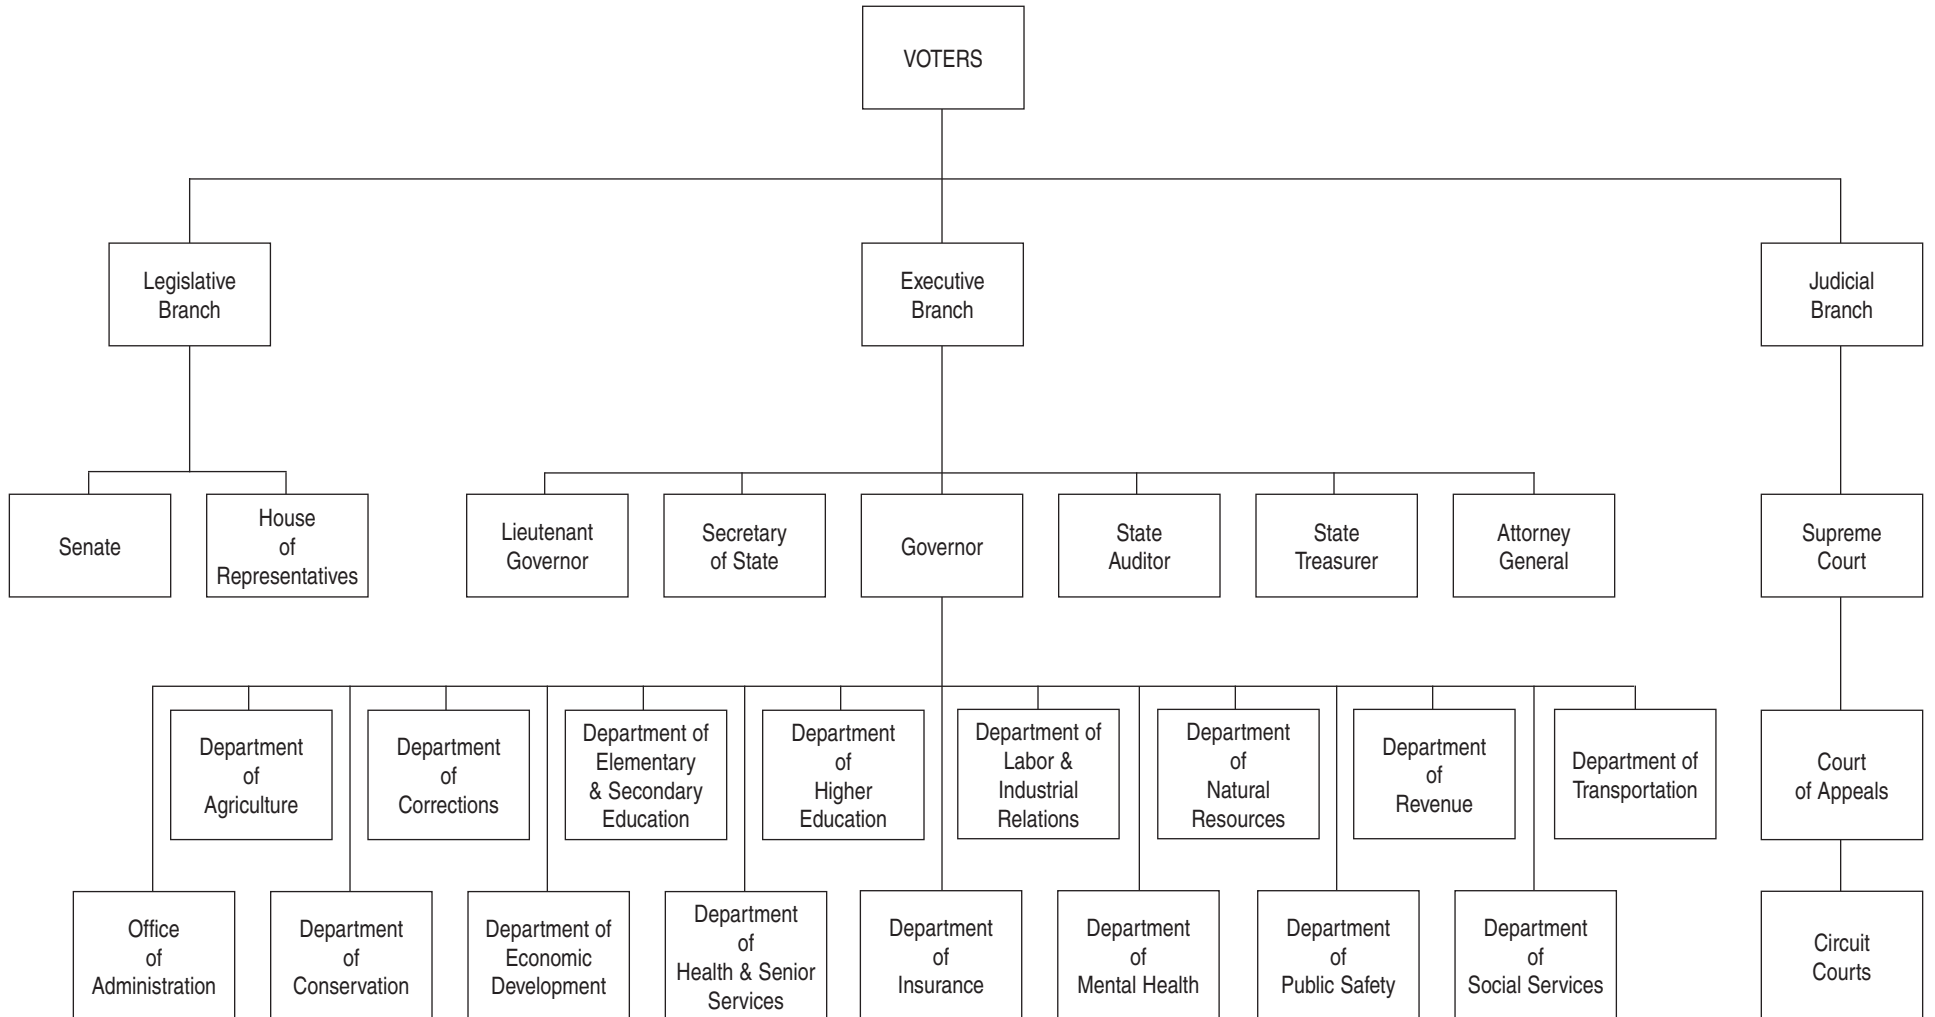 VOTERS
Legislative
Branch
Executive
Branch
Judicial
Branch
Senate
House
of
Representatives
Lieutenant
Governor
Secretary
of State
Governor
State
Auditor
State
Treasurer
Attorney
General
Supreme
Court
Department
of
Agriculture
Department
of
Corrections
Department of
Elementary
& Secondary
Education
Department
of
Higher
Education
Department of
Labor &
Industrial
Relations
Department
of
Natural
Resources
Department
of
Revenue
Department of
Transportation
Court
of Appeals
Office
of
Administration
Department
of
Conservation
Department of
Economic
Development
Department
of
Health & Senior
Services
Department
of
Insurance
Department
of
Mental Health
Department
of
Public Safety
Department
of
Social Services
Circuit
Courts